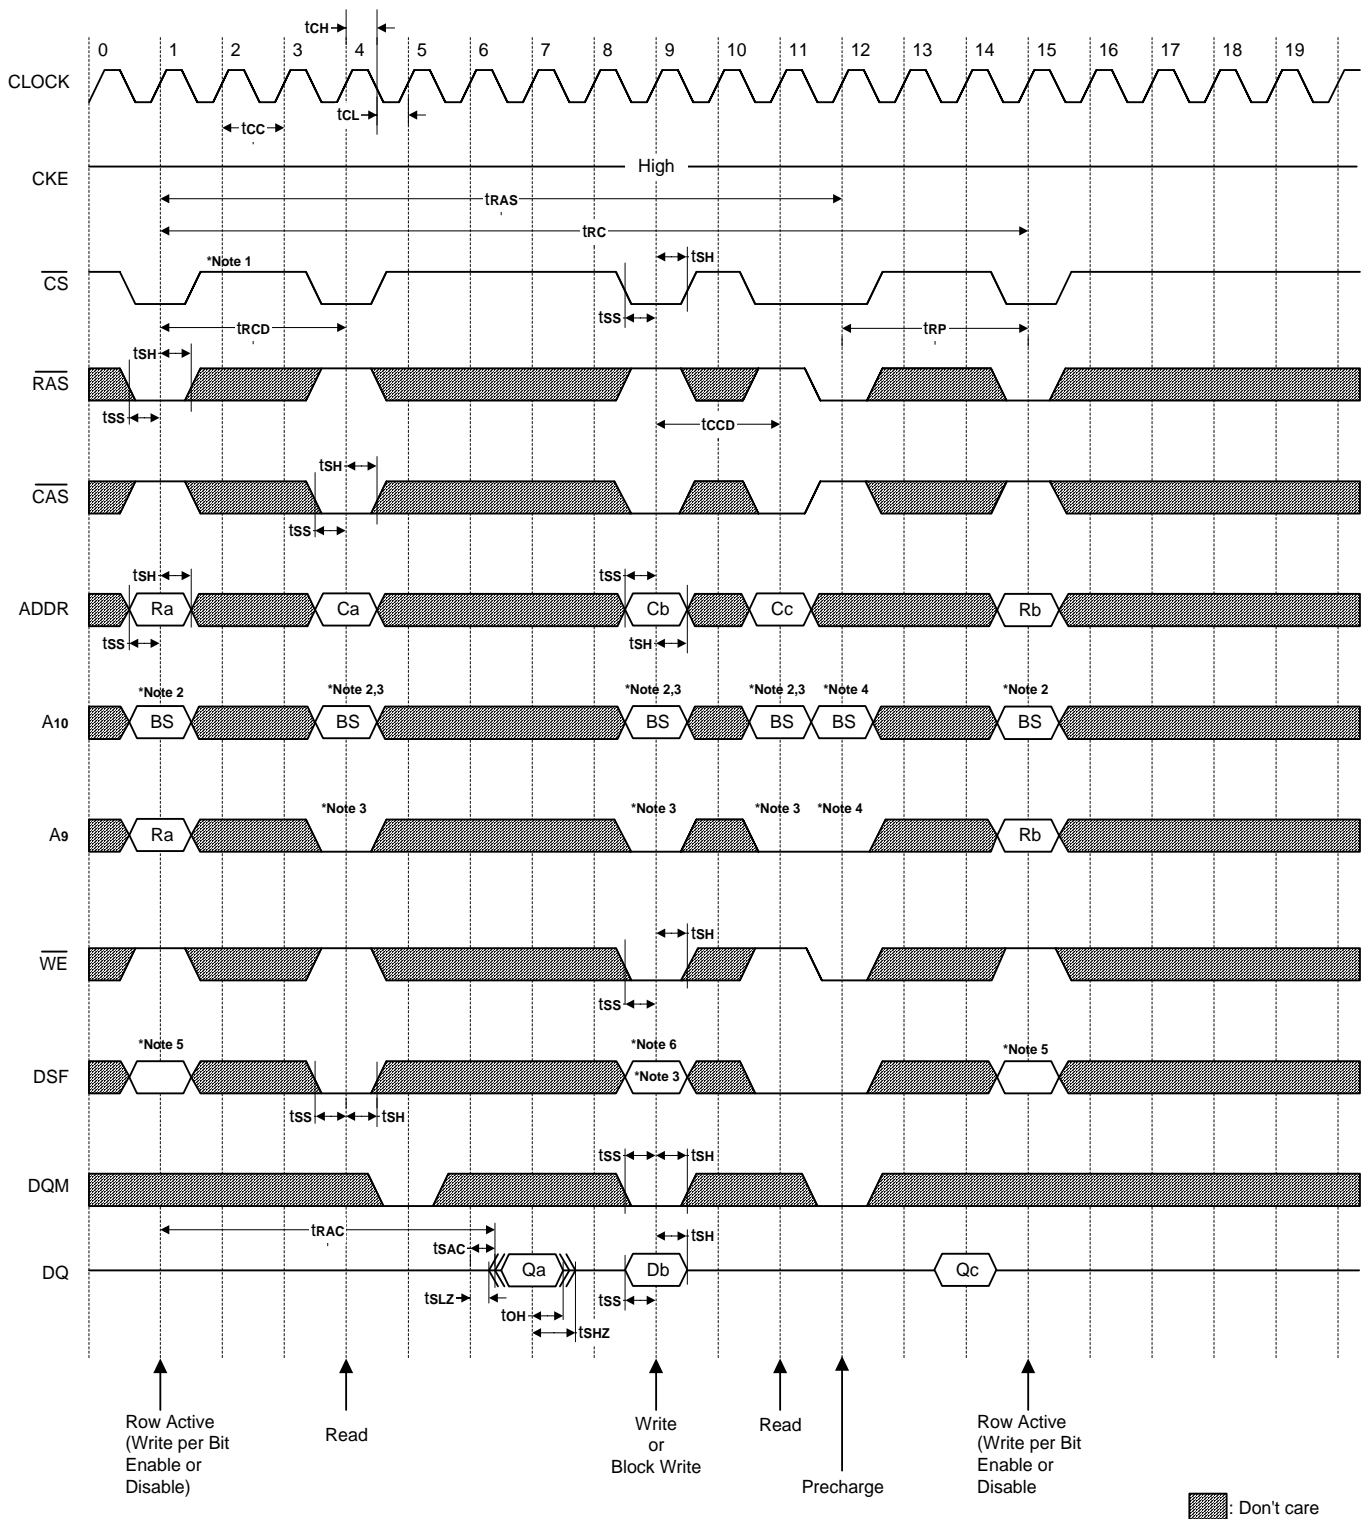 tCH
0 1 2 3 4 5 6 7 8 9 10 11 12 13 14 15 16 17 18 19
CLOCK
tCL
tCC
High
CKE
tRAS
tRC
*Note 1
tSH
CS
tSS
tRCD
tRP
tSH
RAS
tSS
tCCD
tSH
CAS
tSS
tSH
tSS
ADDR
Ra
Ca
Cb
Cc
Rb
tSS
tSH
*Note 2
*Note 2,3
*Note 2,3
*Note 2,3
*Note 4
*Note 2
A10
BS
BS
BS
BS
BS
BS
*Note 3
*Note 3
*Note 3
*Note 4
A9
Ra
Rb
tSH
WE
tSS
*Note 5
*Note 6
*Note 5
DSF
*Note 3
tSS
tSH
tSS
tSH
DQM
tRAC
tSAC
tSH
DQ
Qa
Db
Qc
tSLZ
tOH
tSS
tSHZ
Row Active
(Write per Bit
Enable or
Disable)
Read
Write
or
Block Write
Read
Precharge
Row Active
(Write per Bit
Enable or
Disable
: Don't care